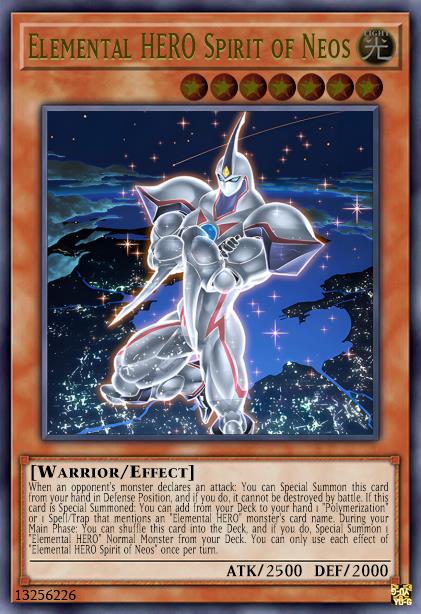 Elemental HERO Spirit of Neos
LIGHT
光
[Warrior/Effect]
When an opponent's monster declares an attack: You can Special Summon this
card from your hand in Defense Position, and if you do, it cannot be destroyed by battle. If this
card is Special Summoned: You can add from your Deck to your hand 1 "Polymerization"
or 1 Spell/Trap that mentions an "Elemental HERO" monster's card name. During your
Main Phase: You can shuffle this card into the Deck, and if you do, Special Summon 1
"Elemental HERO" Normal Monster from your Deck. You can only use each effect of
"Elemental HERO Spirit of Neos" once per turn.
ATK/2500 DEF/2000
13256226